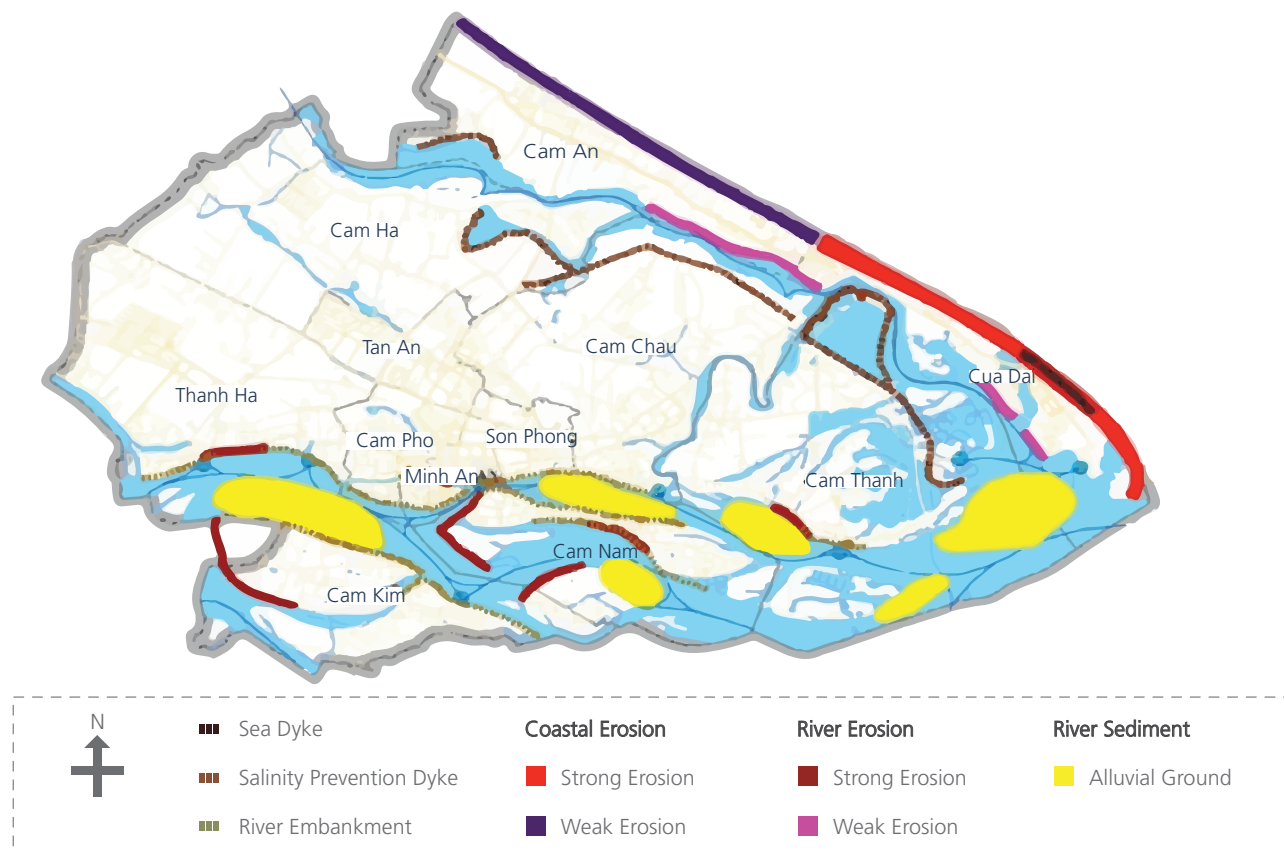 Cam An
Cam Ha
Tan An
Cam Chau
Cua Dai
Thanh Ha
Cam Pho
Son Phong
Minh An
Cam Thanh
Cam Nam
Cam Kim
N
Sea Dyke
Salinity Prevention Dyke
River Embankment
Coastal Erosion
Strong Erosion
Weak Erosion
River Erosion
Strong Erosion
Weak Erosion
River Sediment
Alluvial Ground